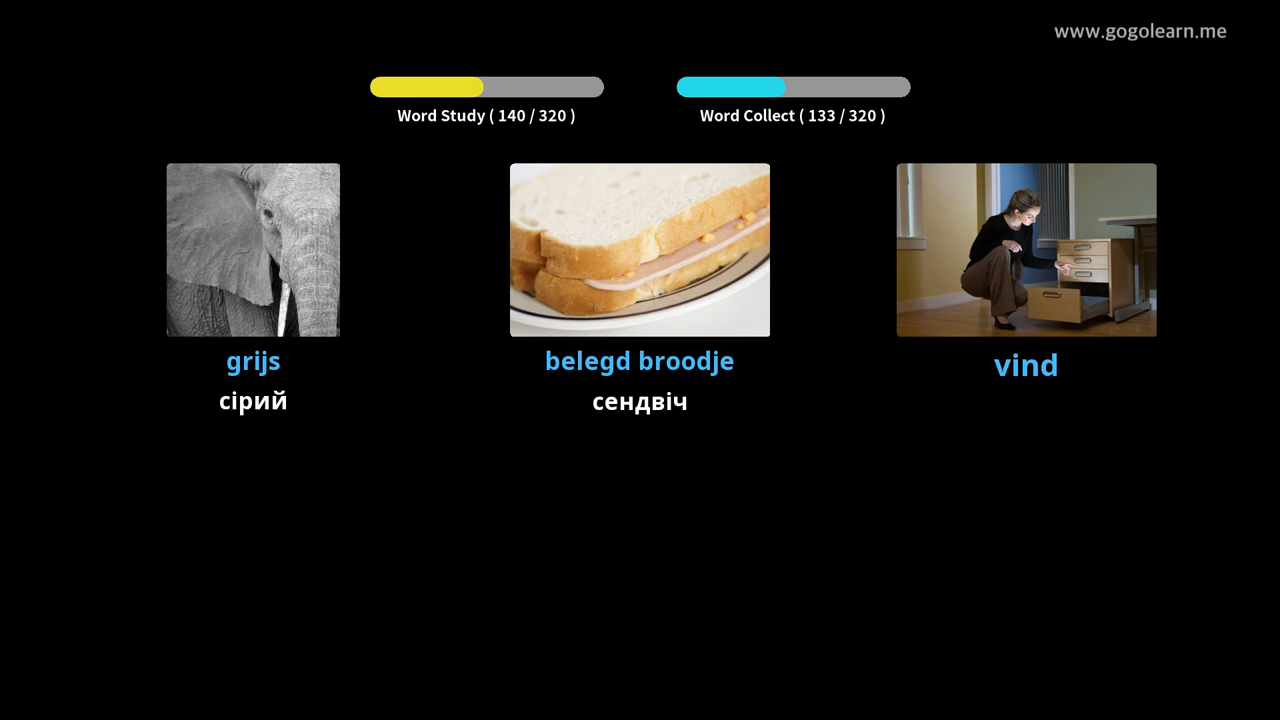 www.gogolearn.me
Word Study ( 140 / 320 )
Word Collect ( 133 / 320 )
grijs
сірий
belegd broodje
сендвіч
vind